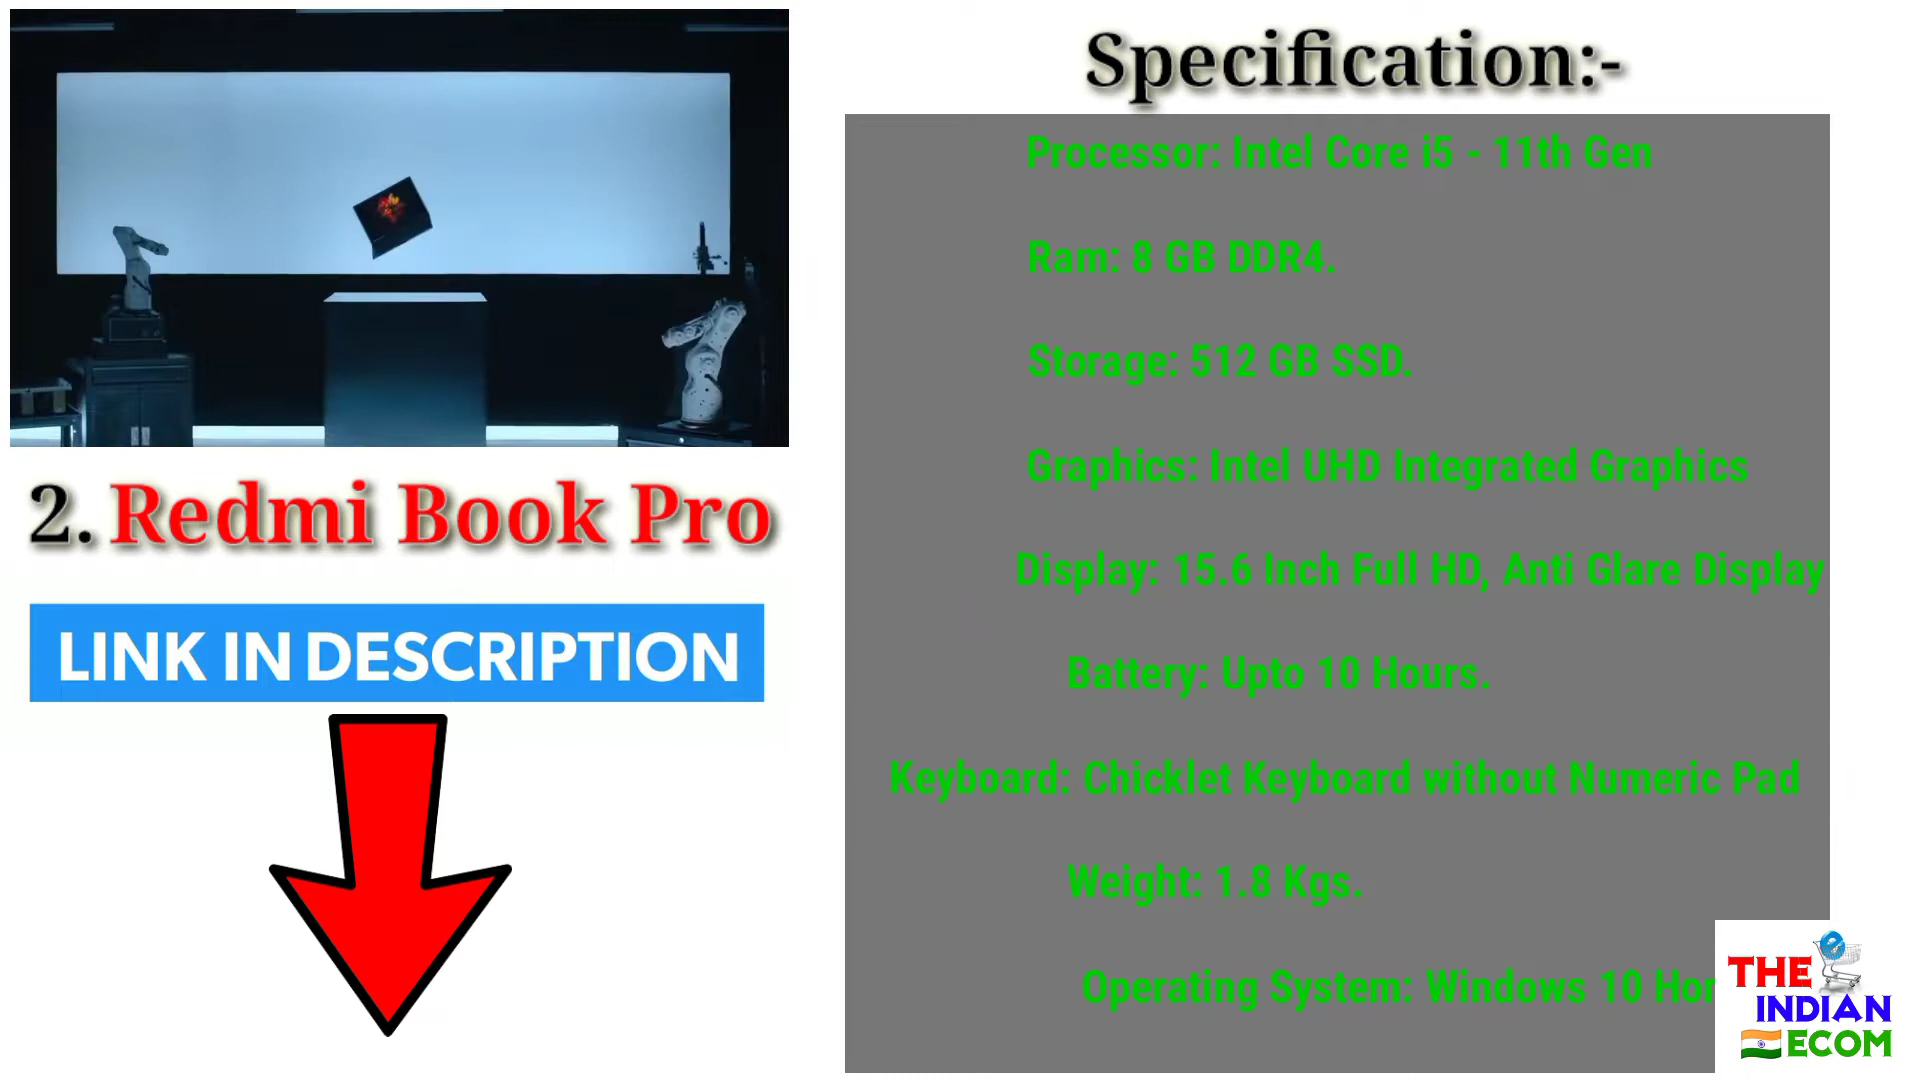 Specification:-
Processor: Intel Core i5 - 11th Gen
Ram: 8 GB DDR4.
Storage: 512 GB SSD.
Graphics: Intel UHD Integrated Graphics
Display: 15.6 Inch Full HD, Anti Glare Display
Battery: Upto 10 Hours.
Keyboard: Chicklet Keyboard without Numeric Pad
Weight: 1.8 Kgs.
Operating System: Windows 10
2. Redmi Book Pro
LINK IN DESCRIPTION
e
THE
INDIAN
ECOM